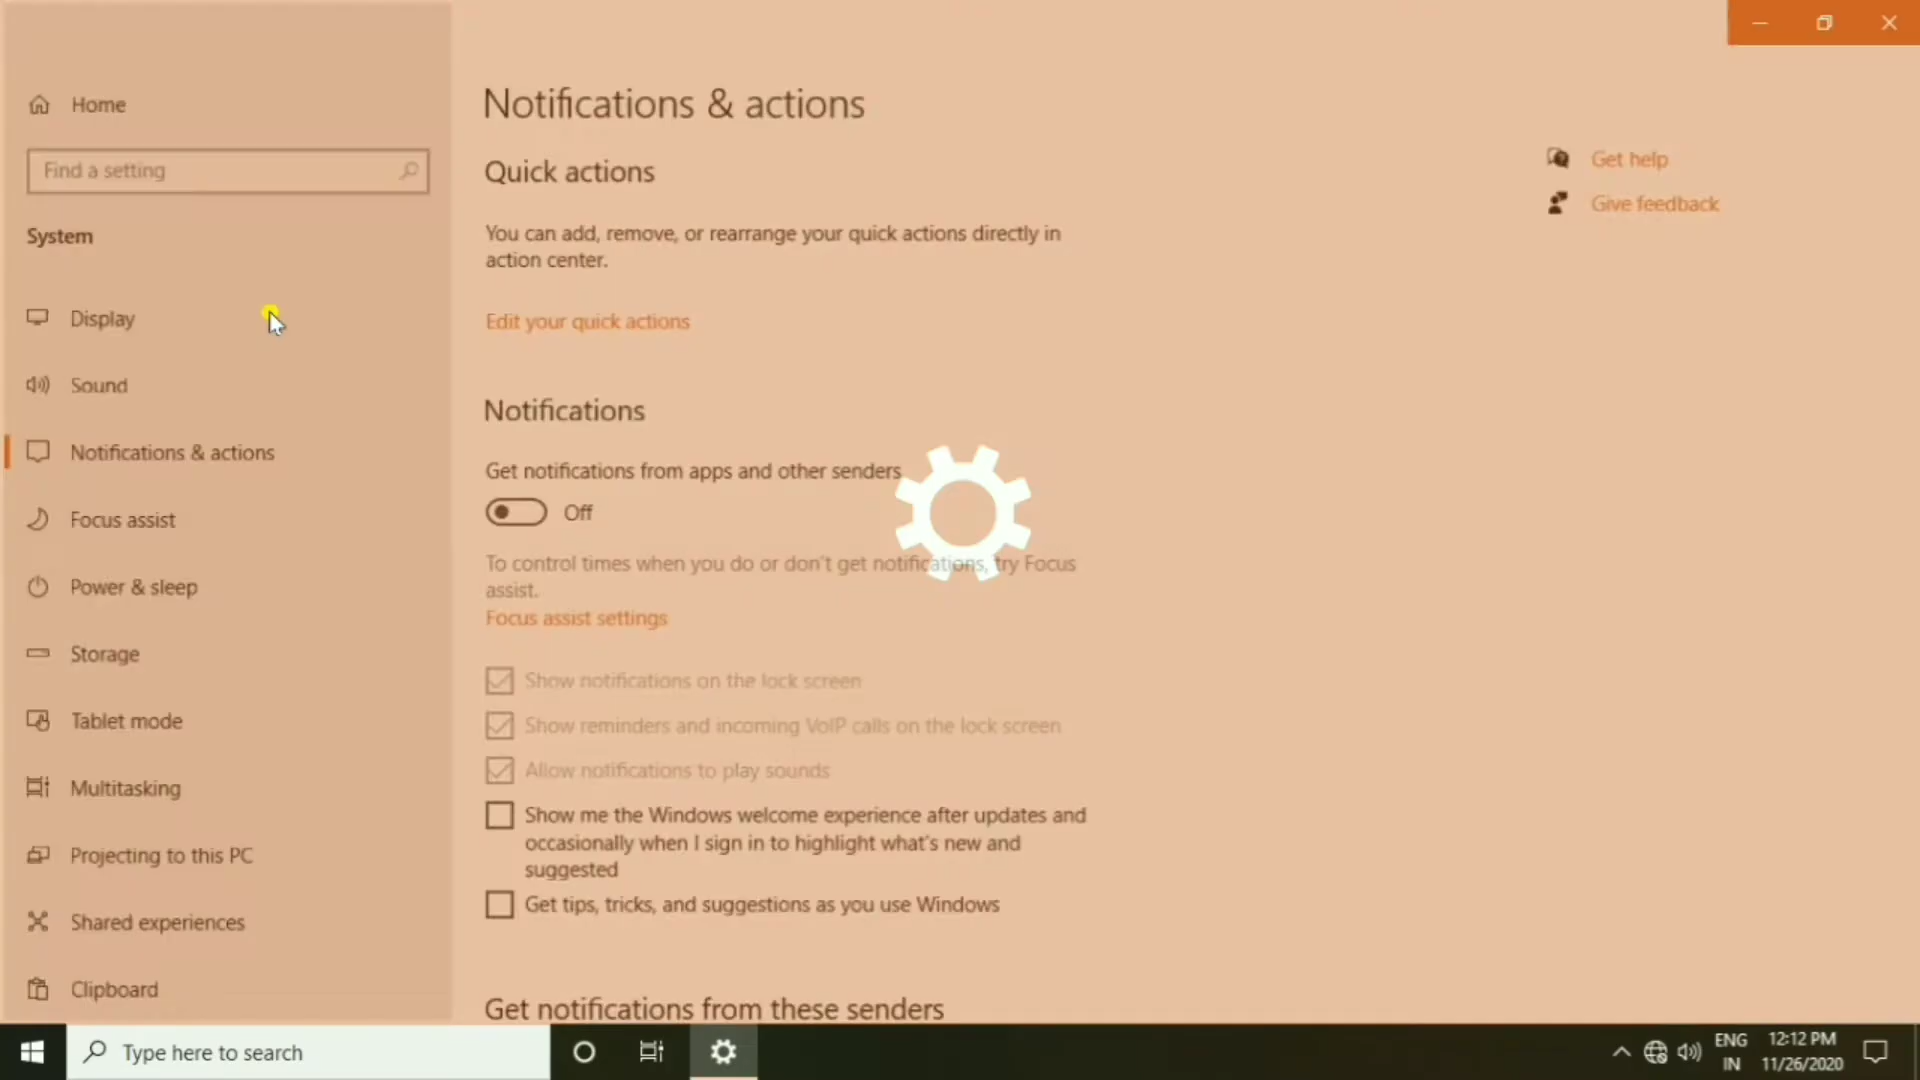 Home
Find a setting
System
Display
Sound
Notifications & actions
Focus assist
Power & sleep
Storage
Tablet mode
Multitasking
Projecting to this PC
Shared experiences
Clipboard
Notifications & actions
Quick actions
You can add, remove, or rearrange your quick actions directly in
action center.
Edit your quick actions
Notifications
Get notifications from apps and other senders
Off
To control times when you do or don't get notifications, try Focus
assist.
Focus assist settings
Show notifications on the lock screen
Show reminders and incoming VoIP calls on the lock screen
Allow notifications to play sounds
Show me the Windows welcome experience after updates and
occasionally when I sign in to highlight what's new and
suggested
Get tips, tricks, and suggestions as you use Windows
Get notifications from these senders
Get help
Give feedback
Type here to search
ENG
IN
12:12 PM
11/26/2020